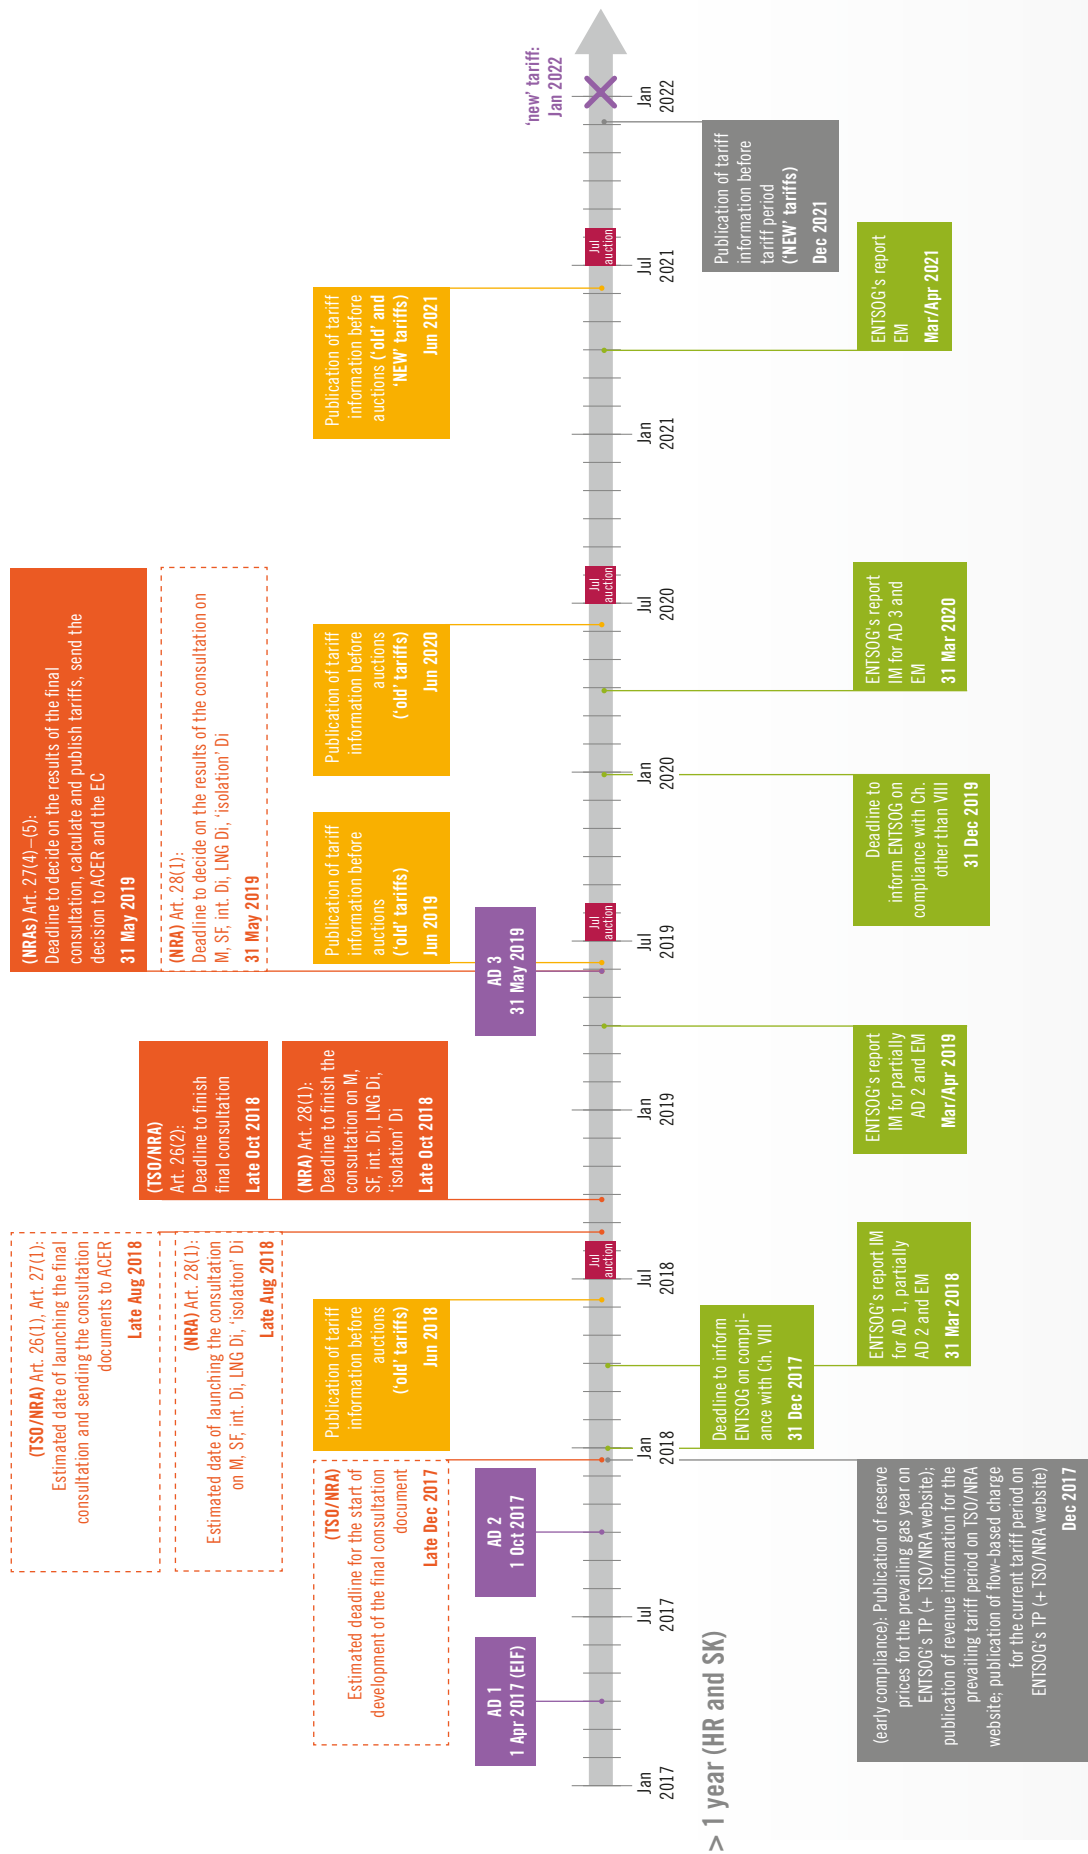 (TSO/NRA) Art. 26(1), Art. 27(1):
Estimated date of launching the final
consultation and sending the consultation
documents to ACER
Late Aug 2018
(NRA) Art. 28(1):
Estimated date of launching the consultation
on M, SF, int. Di, LNG Di, ‘isolation’ Di
Late Aug 2018
(TSO/NRA)
Art. 26(2):
Deadline to finish
final consultation
Late Oct 2018
(NRA) Art. 28(1):
Deadline to finish the
consultation on M,
SF, int. Di, LNG Di,
‘isolation’ Di
Late Oct 2018
(NRAs) Art. 27(4)–(5):
Deadline to decide on the results of the final
consultation, calculate and publish tariffs, send the
decision to ACER and the EC
31 May 2019
(NRA) Art. 28(1):
Deadline to decide on the results of the consultation on
M, SF, int. Di, LNG Di, ‘isolation’ Di
31 May 2019
(TSO/NRA)
Estimated deadline for the start of
development of the final consultation
document
Late Dec 2017
Publication of tariff
information before
auctions
(‘old’ tariffs)
Jun 2018
Publication of tariff
information before
auctions
(‘old’ tariffs)
Jun 2019
Publication of tariff
information before
auctions
(‘old’ tariffs)
Jun 2020
Publication of tariff
information before
auctions (‘old’ and
‘NEW’ tariffs)
Jun 2021
AD 1
1 Apr 2017 (EIF)
AD 2
1 Oct 2017
AD 3
31 May 2019
‘new’ tariff:
Jan 2022
Jul
auction
Jul
auction
Jul
auction
Jul
auction
Jan
2017
Jul
2017
Jan
2018
Jul
2018
Jan
2019
Jul
2019
Jan
2020
Jul
2020
Jan
2021
Jul
2021
Jan
2022
> 1 year (HR and SK)
Deadline to inform
ENTSOG on compli-
ance with Ch. VIII
31 Dec 2017
Publication of tariff
information before
tariff period
(‘NEW’ tariffs)
Dec 2021
(early compliance): Publication of reserve
prices for the prevailing gas year on
ENTSOG’s TP (+ TSO/NRA website);
publication of revenue information for the
prevailing tariff period on TSO/NRA
website; publication of flow-based charge
for the current tariff period on
ENTSOG’s TP (+ TSO/NRA website)
Dec 2017
ENTSOG’s report IM
for AD 1, partially
AD 2 and EM
31 Mar 2018
ENTSOG's report
IM for partially
AD 2 and EM
Mar/Apr 2019
Deadline to
inform ENTSOG on
compliance with Ch.
other than VIII
31 Dec 2019
ENTSOG's report
IM for AD 3 and
EM
31 Mar 2020
ENTSOG's report
EM
Mar/Apr 2021